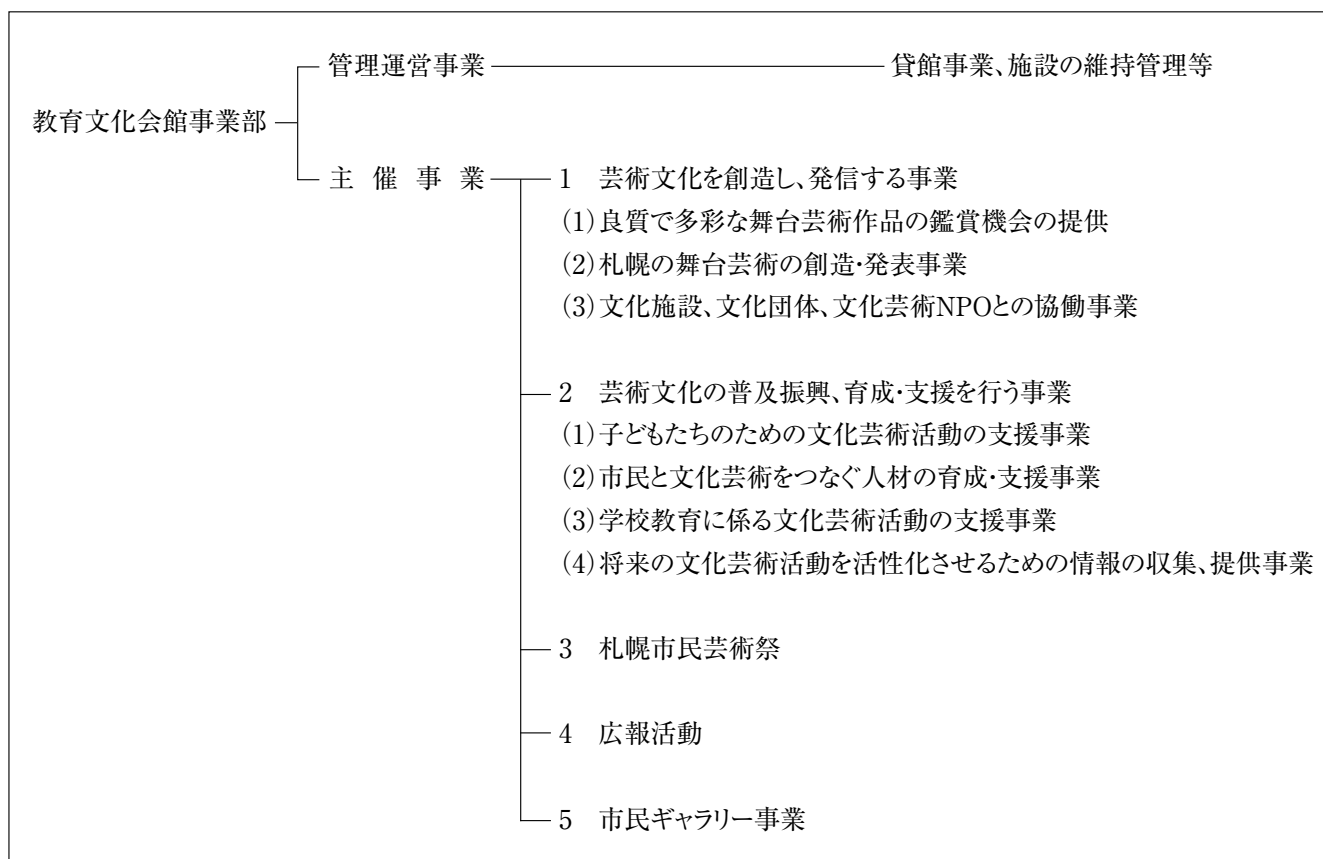 管理運営事業 貸館事業、施設の維持管理等
教育文化会館事業部
主催事業 1 芸術文化を創造し、発信する事業
(1)良質で多彩な舞台芸術作品の鑑賞機会の提供
(2)札幌の舞台芸術の創造・発表事業
(3)文化施設、文化団体、文化芸術NPOとの協働事業
2 芸術文化の普及振興、育成・支援を行う事業
(1)子どもたちのための文化芸術活動の支援事業
(2)市民と文化芸術をつなぐ人材の育成・支援事業
(3)学校教育に係る文化芸術活動の支援事業
(4)将来の文化芸術活動を活性化させるための情報の収集、提供事業
3 札幌市民芸術祭
4 広報活動
5 市民ギャラリー事業